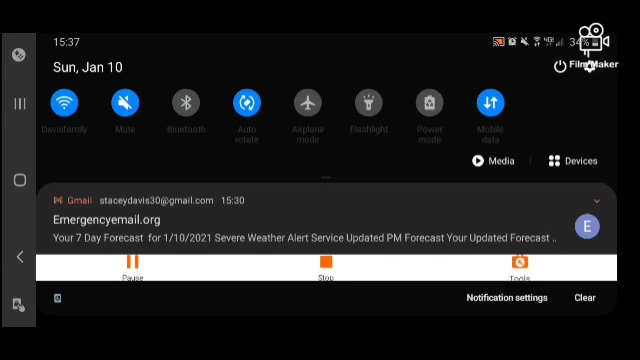 15:37
34%
Sun, Jan 10
FilmMaker
Davisfamily
Mute
Bluetooth
Auto rotate
Airplane mode
Flashlight
Power mode
Mobile data
Media
Devices
Gmail staceydavis30@gmail.com 15:30
Emergencyemail.org
E
Your 7 Day Forecast for 1/10/2021 Severe Weather Alert Service Updated PM Forecast Your Updated Forecast ..
Pause
Stop
Tools
Notification settings
Clear